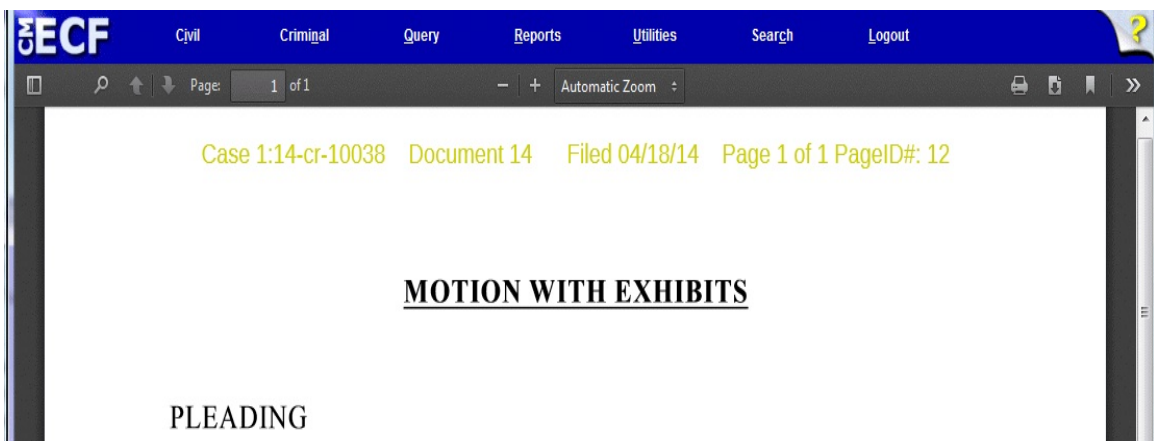 CM ECF Civil Criminal Query Reports Utilities Search Logout ?
Page: 1 of 1 − + Automatic Zoom
Case 1:14-cr-10038 Document 14 Filed 04/18/14 Page 1 of 1 PageID#: 12
MOTION WITH EXHIBITS
PLEADING